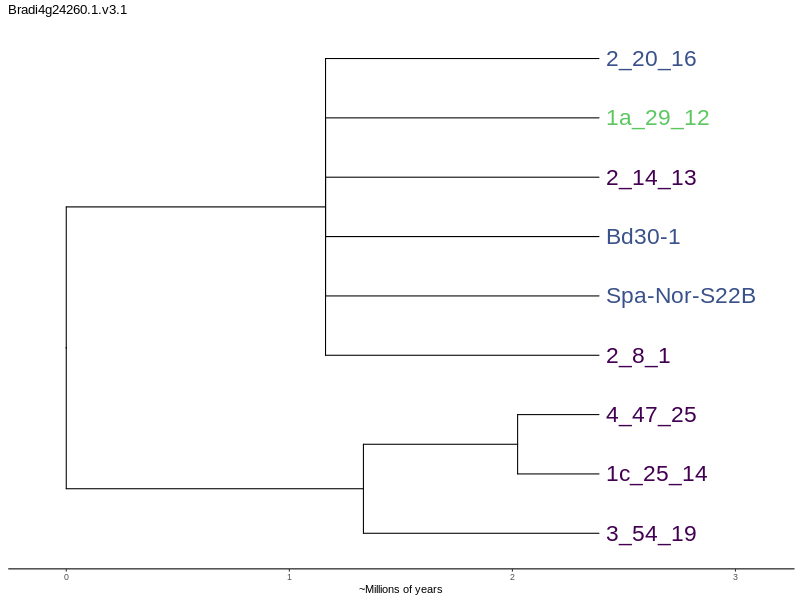 Bradi4g24260.1.v3.1
2_20_16
1a_29_12
2_14_13
Bd30-1
Spa-Nor-S22B
2_8_1
4_47_25
1c_25_14
3_54_19
0 1 2 3
~Millions of years